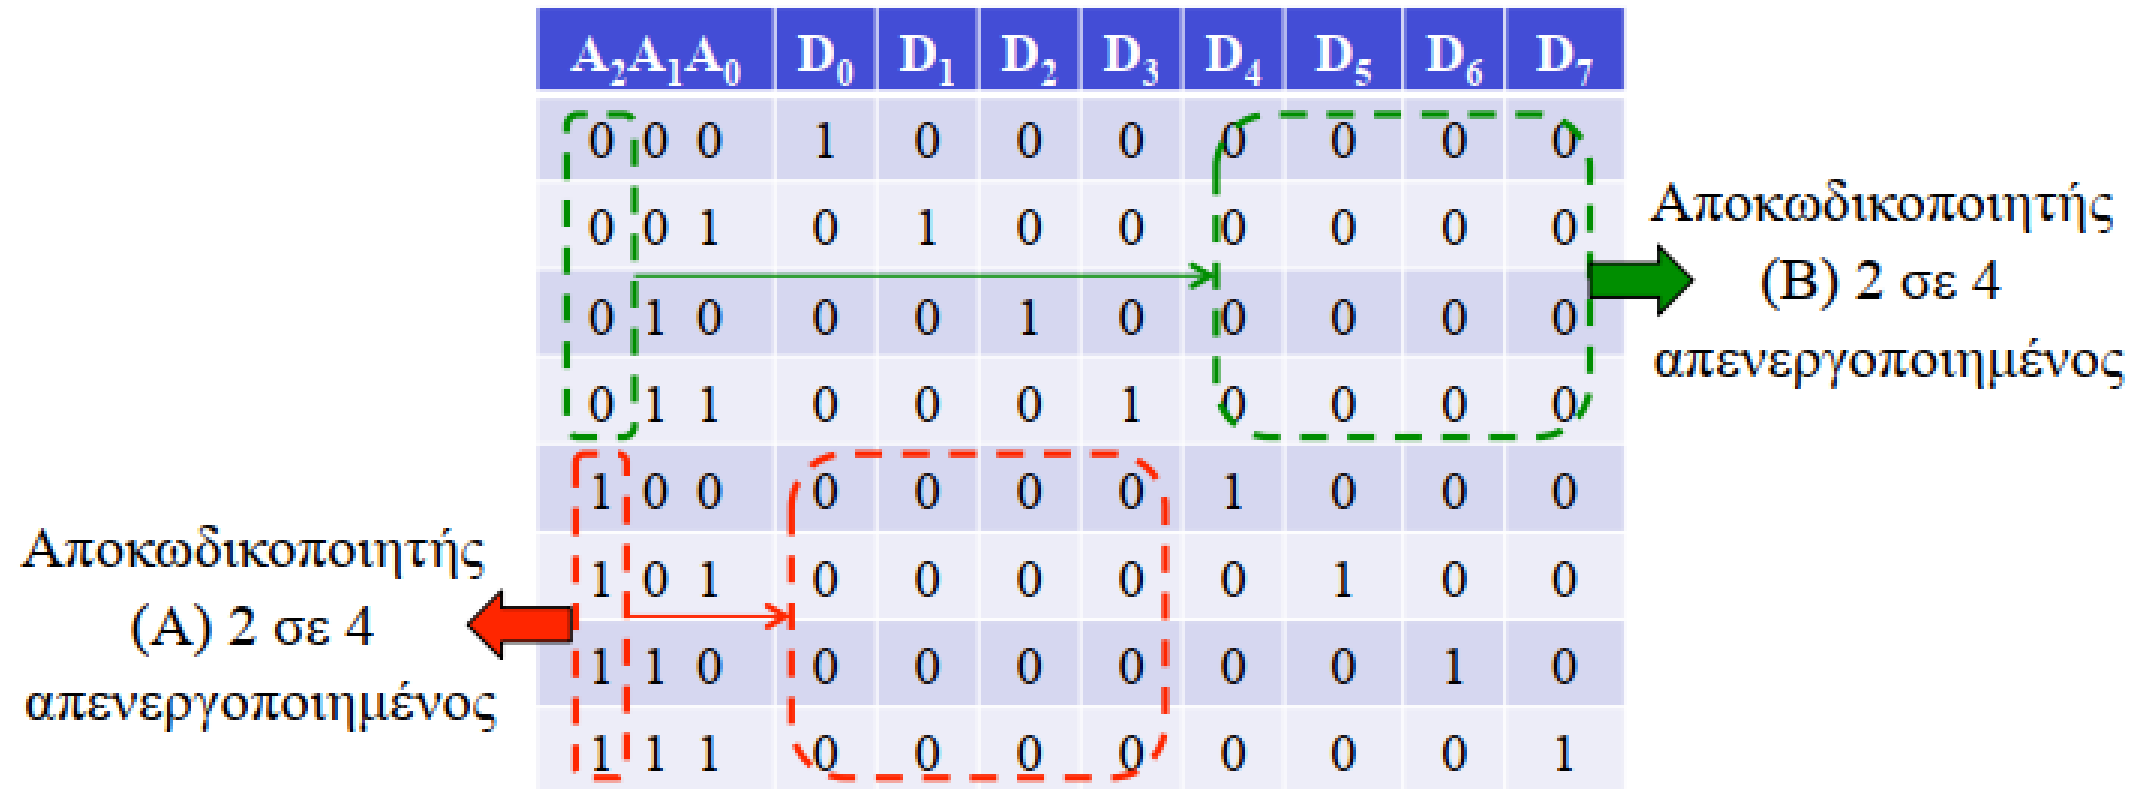 A₂A₁A₀ D₀ D₁ D₂ D₃ D₄ D₅ D₆ D₇
0 0 0 1 0 0 0 0 0 0 0
0 0 1 0 1 0 0 0 0 0 0
0 1 0 0 0 1 0 0 0 0 0
0 1 1 0 0 0 1 0 0 0 0
1 0 0 0 0 0 0 1 0 0 0
1 0 1 0 0 0 0 0 1 0 0
1 1 0 0 0 0 0 0 0 1 0
1 1 1 0 0 0 0 0 0 0 1
Αποκωδικοποιητής
(Β) 2 σε 4
απενεργοποιημένος
Αποκωδικοποιητής
(Α) 2 σε 4
απενεργοποιημένος